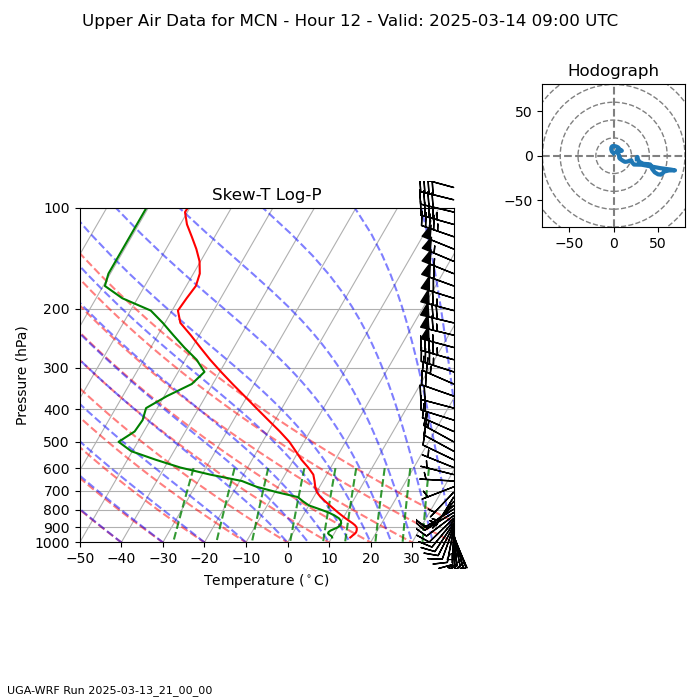 Upper Air Data for MCN - Hour 12 - Valid: 2025-03-14 09:00 UTC
Hodograph
50
0
−50
−50 0 50
Skew-T Log-P
100
200
300
400
500
600
700
800
900
1000
Pressure (hPa)
−50 −40 −30 −20 −10 0 10 20 30
Temperature (°C)
UGA-WRF Run 2025-03-13_21_00_00